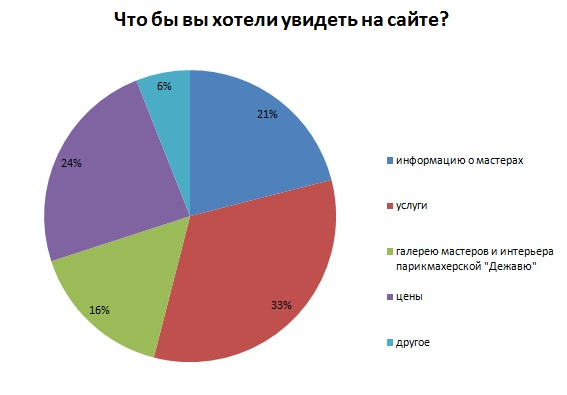 Что бы вы хотели увидеть на сайте?
6%
21%
24%
информацию о мастерах
услуги
галерею мастеров и интерьера
парикмахерской "Дежавю"
цены
33%
16%
другое